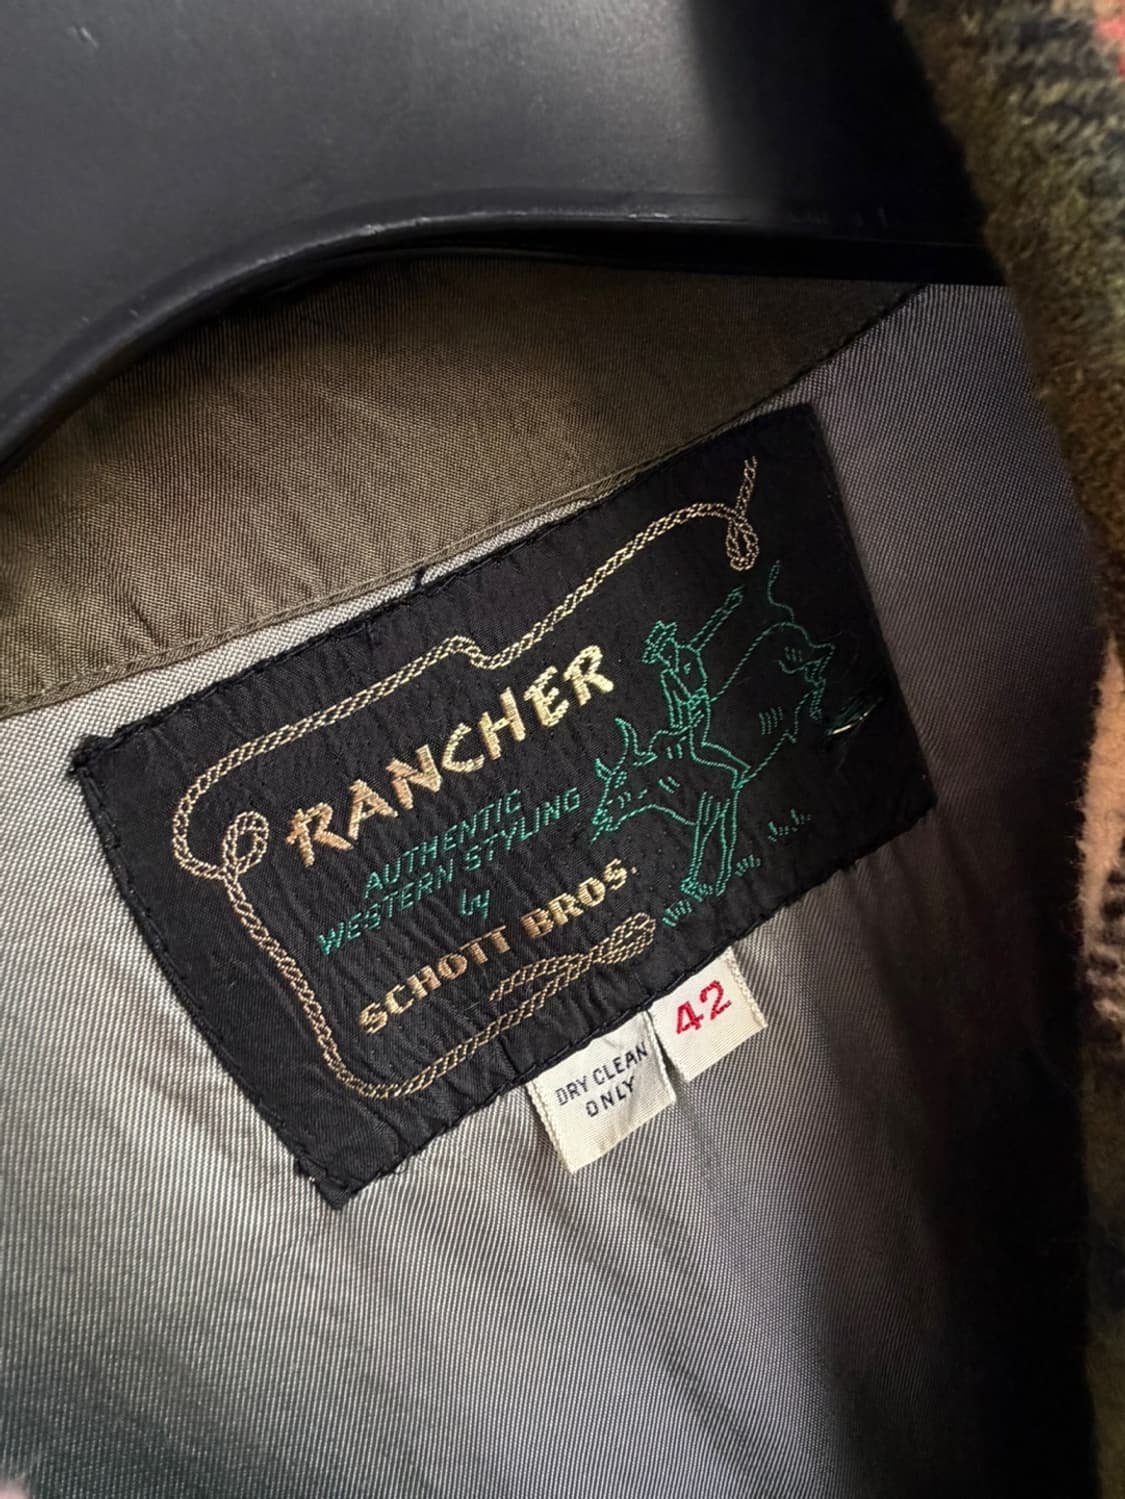 RANCHER
AUTHENTIC
WESTERN STYLING
by
SCHOTT BROS.
42
DRY CLEAN
ONLY